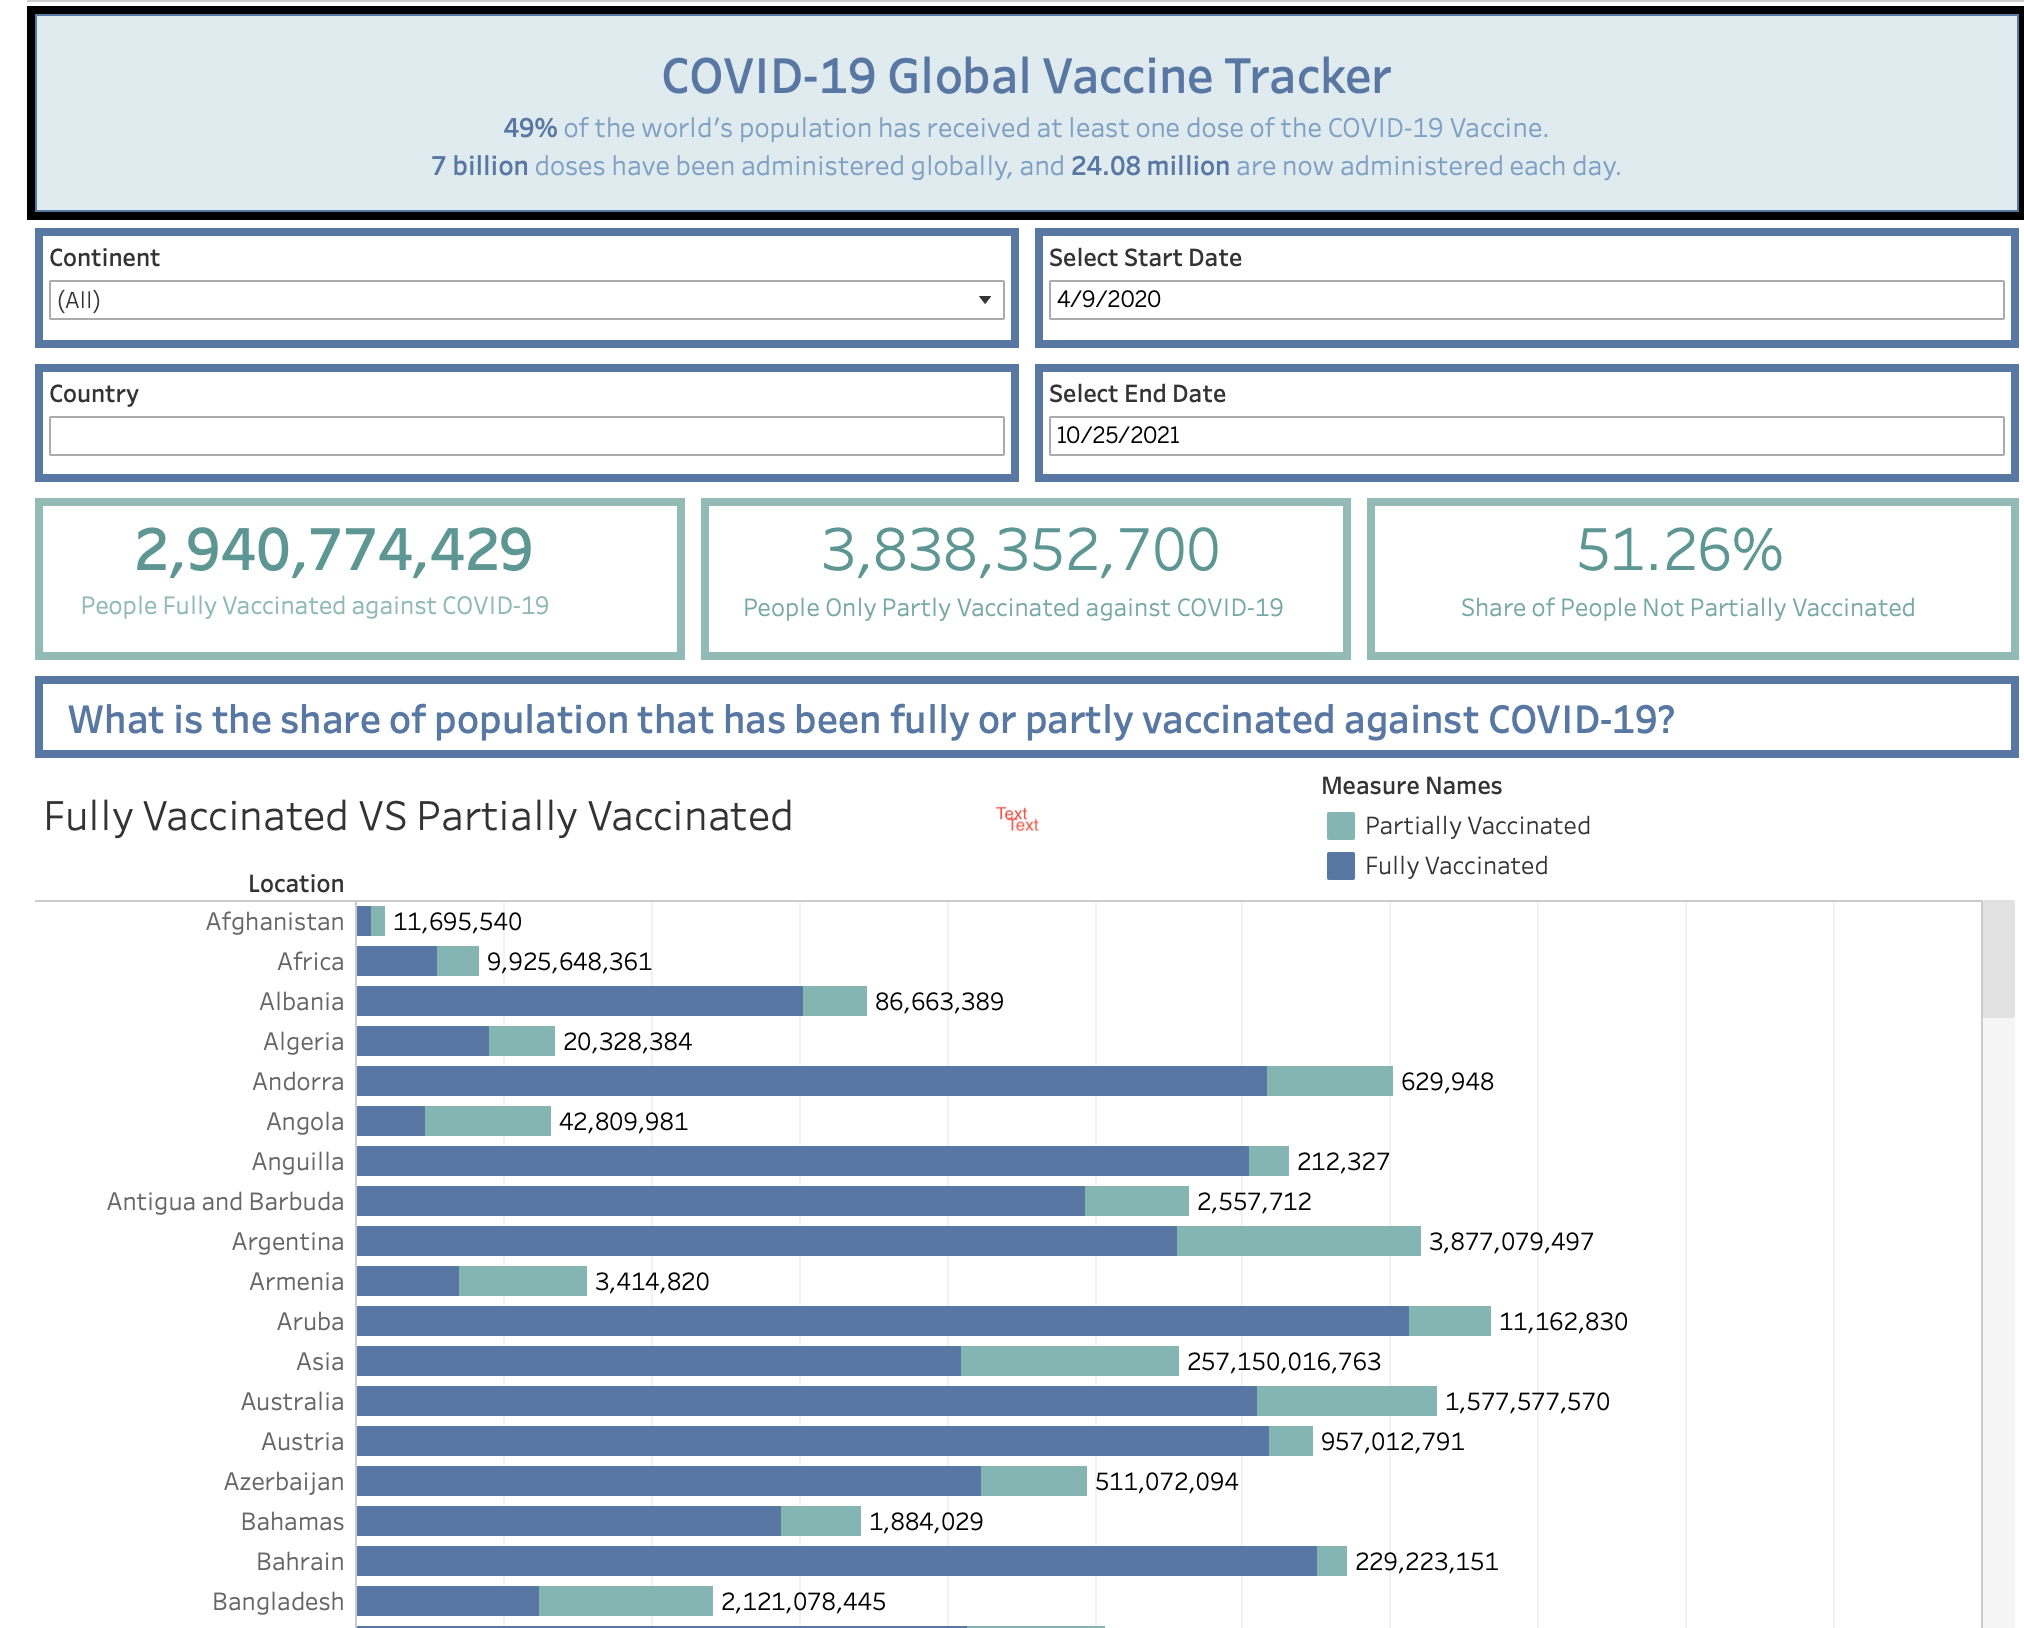 COVID-19 Global Vaccine Tracker
49% of the world's population has received at least one dose of the COVID-19 Vaccine.
7 billion doses have been administered globally, and 24.08 million are now administered each day.
Continent
(All)
Select Start Date
4/9/2020
Country
Select End Date
10/25/2021
2,940,774,429
People Fully Vaccinated against COVID-19
3,838,352,700
People Only Partly Vaccinated against COVID-19
51.26%
Share of People Not Partially Vaccinated
What is the share of population that has been fully or partly vaccinated against COVID-19?
Fully Vaccinated VS Partially Vaccinated
Text
Text
Measure Names
Partially Vaccinated
Fully Vaccinated
Location
Afghanistan 11,695,540
Africa 9,925,648,361
Albania 86,663,389
Algeria 20,328,384
Andorra 629,948
Angola 42,809,981
Anguilla 212,327
Antigua and Barbuda 2,557,712
Argentina 3,877,079,497
Armenia 3,414,820
Aruba 11,162,830
Asia 257,150,016,763
Australia 1,577,577,570
Austria 957,012,791
Azerbaijan 511,072,094
Bahamas 1,884,029
Bahrain 229,223,151
Bangladesh 2,121,078,445